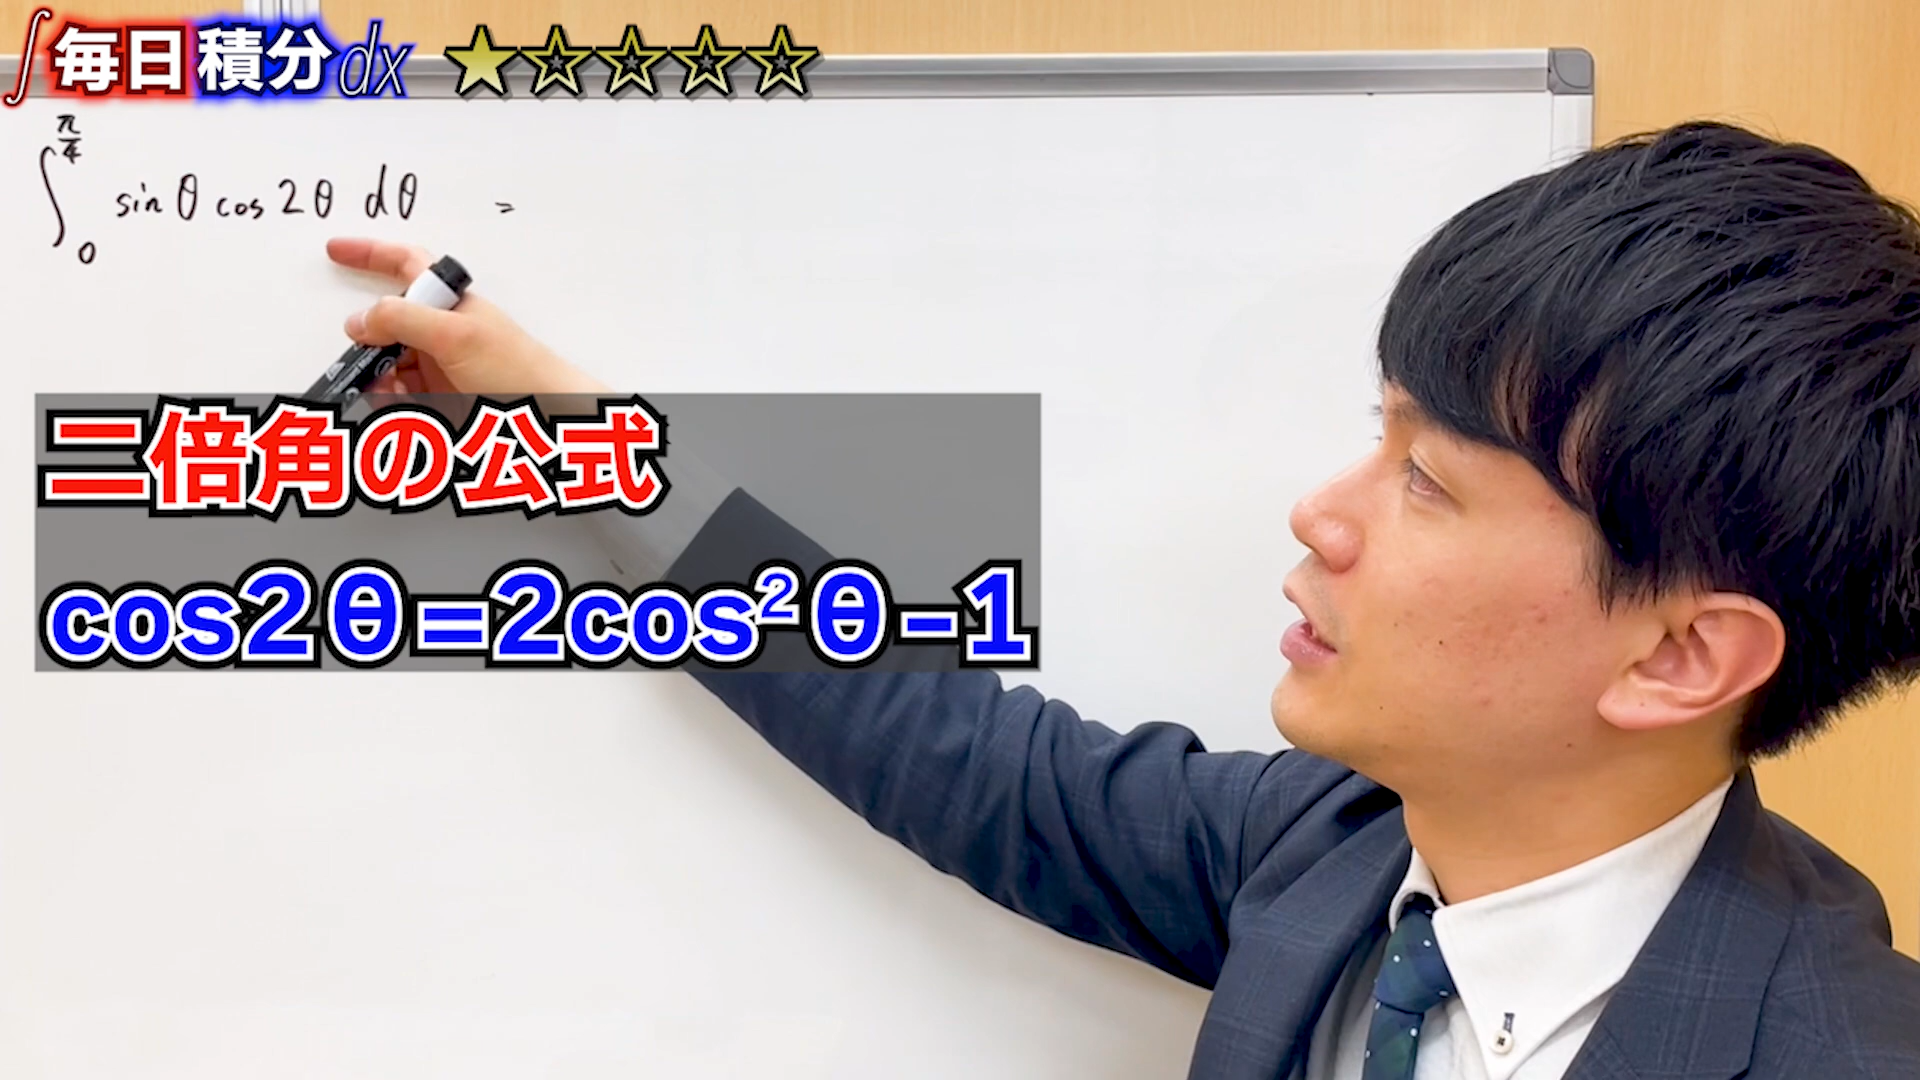 ∫毎日積分dx ★☆☆☆☆
∫₀^{π/4} sinθ cos2θ dθ =
二倍角の公式
cos2θ=2cos²θ-1